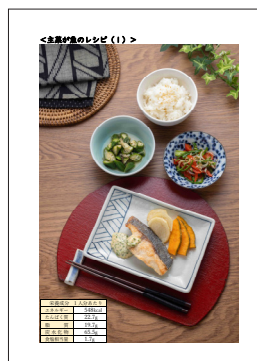 <主菜が魚のレシピ(1)>
栄養成分 1人分あたり
エネルギー 548kcal
たんぱく質 22.7g
脂 質 19.7g
炭水化物 65.5g
食塩相当量 1.7g